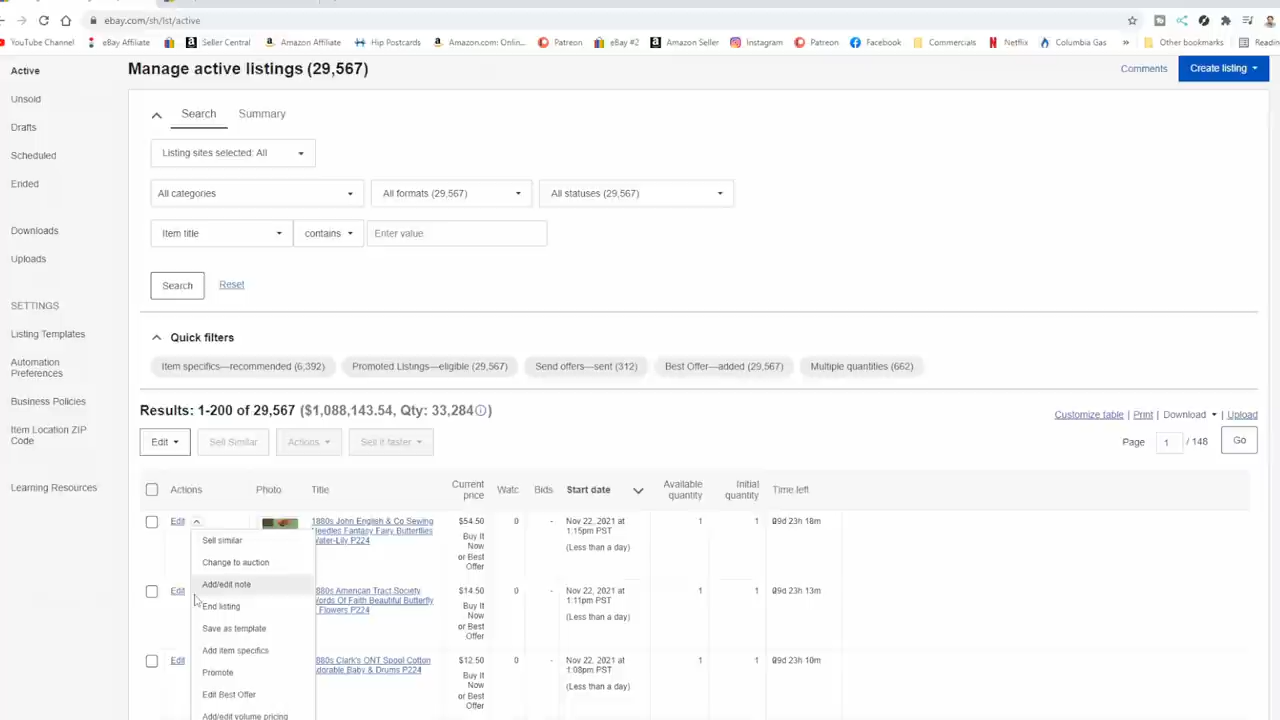 ebay.com/sh/lst/active
YouTube Channel eBay Affiliate Seller Central Amazon Affiliate Hip Postcards Amazon.com: Onlin... Patreon eBay #2 Amazon Seller Instagram Patreon Facebook Commercials Netflix Columbia Gas » Other bookmarks Readin
Active
Unsold
Drafts
Scheduled
Ended
Downloads
Uploads
SETTINGS
Listing Templates
Automation
Preferences
Business Policies
Item Location ZIP
Code
Learning Resources
Manage active listings (29,567)
Comments
Create listing
Search Summary
Listing sites selected: All
All categories All formats (29,567) All statuses (29,567)
Item title contains Enter value
Search Reset
Quick filters
Item specifics—recommended (6,392) Promoted Listings—eligible (29,567) Send offers—sent (312) Best Offer—added (29,567) Multiple quantities (662)
Results: 1-200 of 29,567 ($1,088,143.54, Qty: 33,284)
Customize table | Print | Download | Upload
Edit Sell Similar Actions Sell it faster
Page 1 / 148 Go
Actions Photo Title Current price Watc Bids Start date Available quantity Initial quantity Time left
Edit
1880s John English & Co Sewing
Needles Fantasy Fairy Butterflies
Water-Lily P224
$54.50
Buy It
Now
or Best
Offer
0 -
Nov 22, 2021 at
1:15pm PST
(Less than a day)
1 1 09d 23h 18m
Edit
880s American Tract Society
Words Of Faith Beautiful Butterfly
Flowers P224
$14.50
Buy It
Now
or Best
Offer
0 -
Nov 22, 2021 at
1:11pm PST
(Less than a day)
1 1 09d 23h 13m
Edit
880s Clark's ONT Spool Cotton
Adorable Baby & Drums P224
$12.50
Buy It
Now
or Best
Offer
0 -
Nov 22, 2021 at
1:08pm PST
(Less than a day)
1 1 09d 23h 10m
Sell similar
Change to auction
Add/edit note
End listing
Save as template
Add item specifics
Promote
Edit Best Offer
Add/edit volume pricing